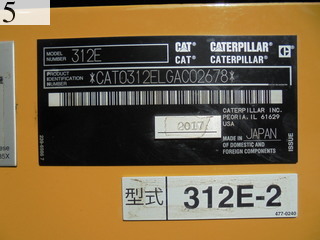 5
MODEL NUMBER 312E
CAT CATERPILLAR C
CAT CATERPILLAR
PRODUCT IDENTIFICATION NUMBER *CAT0312ELGAC02678*
CATERPILLAR INC.
PEORIA, IL 61629
USA
2017
MADE IN JAPAN
OF DOMESTIC AND
FOREIGN COMPONENTS
ISSUE
型式 312E-2
477-0240